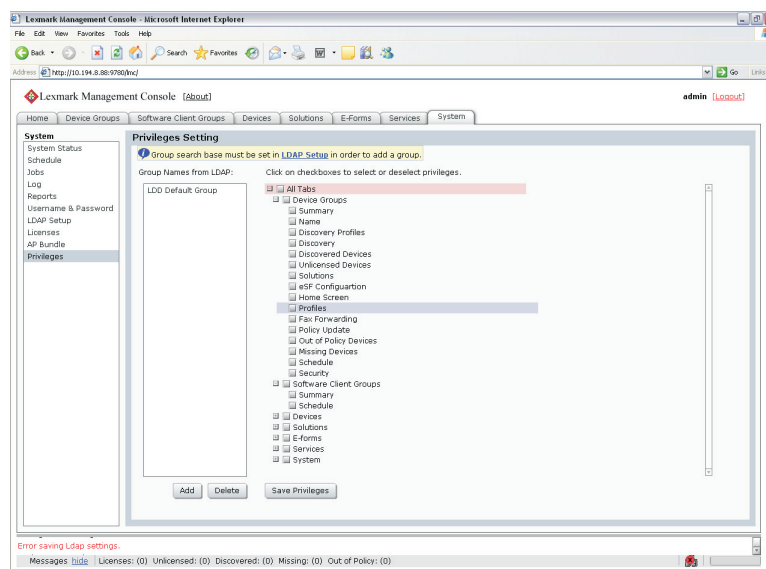 Lexmark Management Console - Microsoft Internet Explorer
File Edit View Favorites Tools Help
Back Search Favorites
Address http://10.194.8.88:9780/lmc/ Go Links
Lexmark Management Console [About] admin [Logout]
Home Device Groups Software Client Groups Devices Solutions E-Forms Services System
System
System Status
Schedule
Jobs
Log
Reports
Username & Password
LDAP Setup
Licenses
AP Bundle
Privileges
Privileges Setting
Group search base must be set in LDAP Setup in order to add a group.
Group Names from LDAP: Click on checkboxes to select or deselect privileges.
LDD Default Group
All Tabs
Device Groups
Summary
Name
Discovery Profiles
Discovery
Discovered Devices
Unlicensed Devices
Solutions
eSF Configuartion
Home Screen
Profiles
Fax Forwarding
Policy Update
Out of Policy Devices
Missing Devices
Schedule
Security
Software Client Groups
Summary
Schedule
Devices
Solutions
E-forms
Services
System
Add Delete Save Privileges
Error saving Ldap settings.
Messages hide Licenses: (0) Unlicensed: (0) Discovered: (0) Missing: (0) Out of Policy: (0)